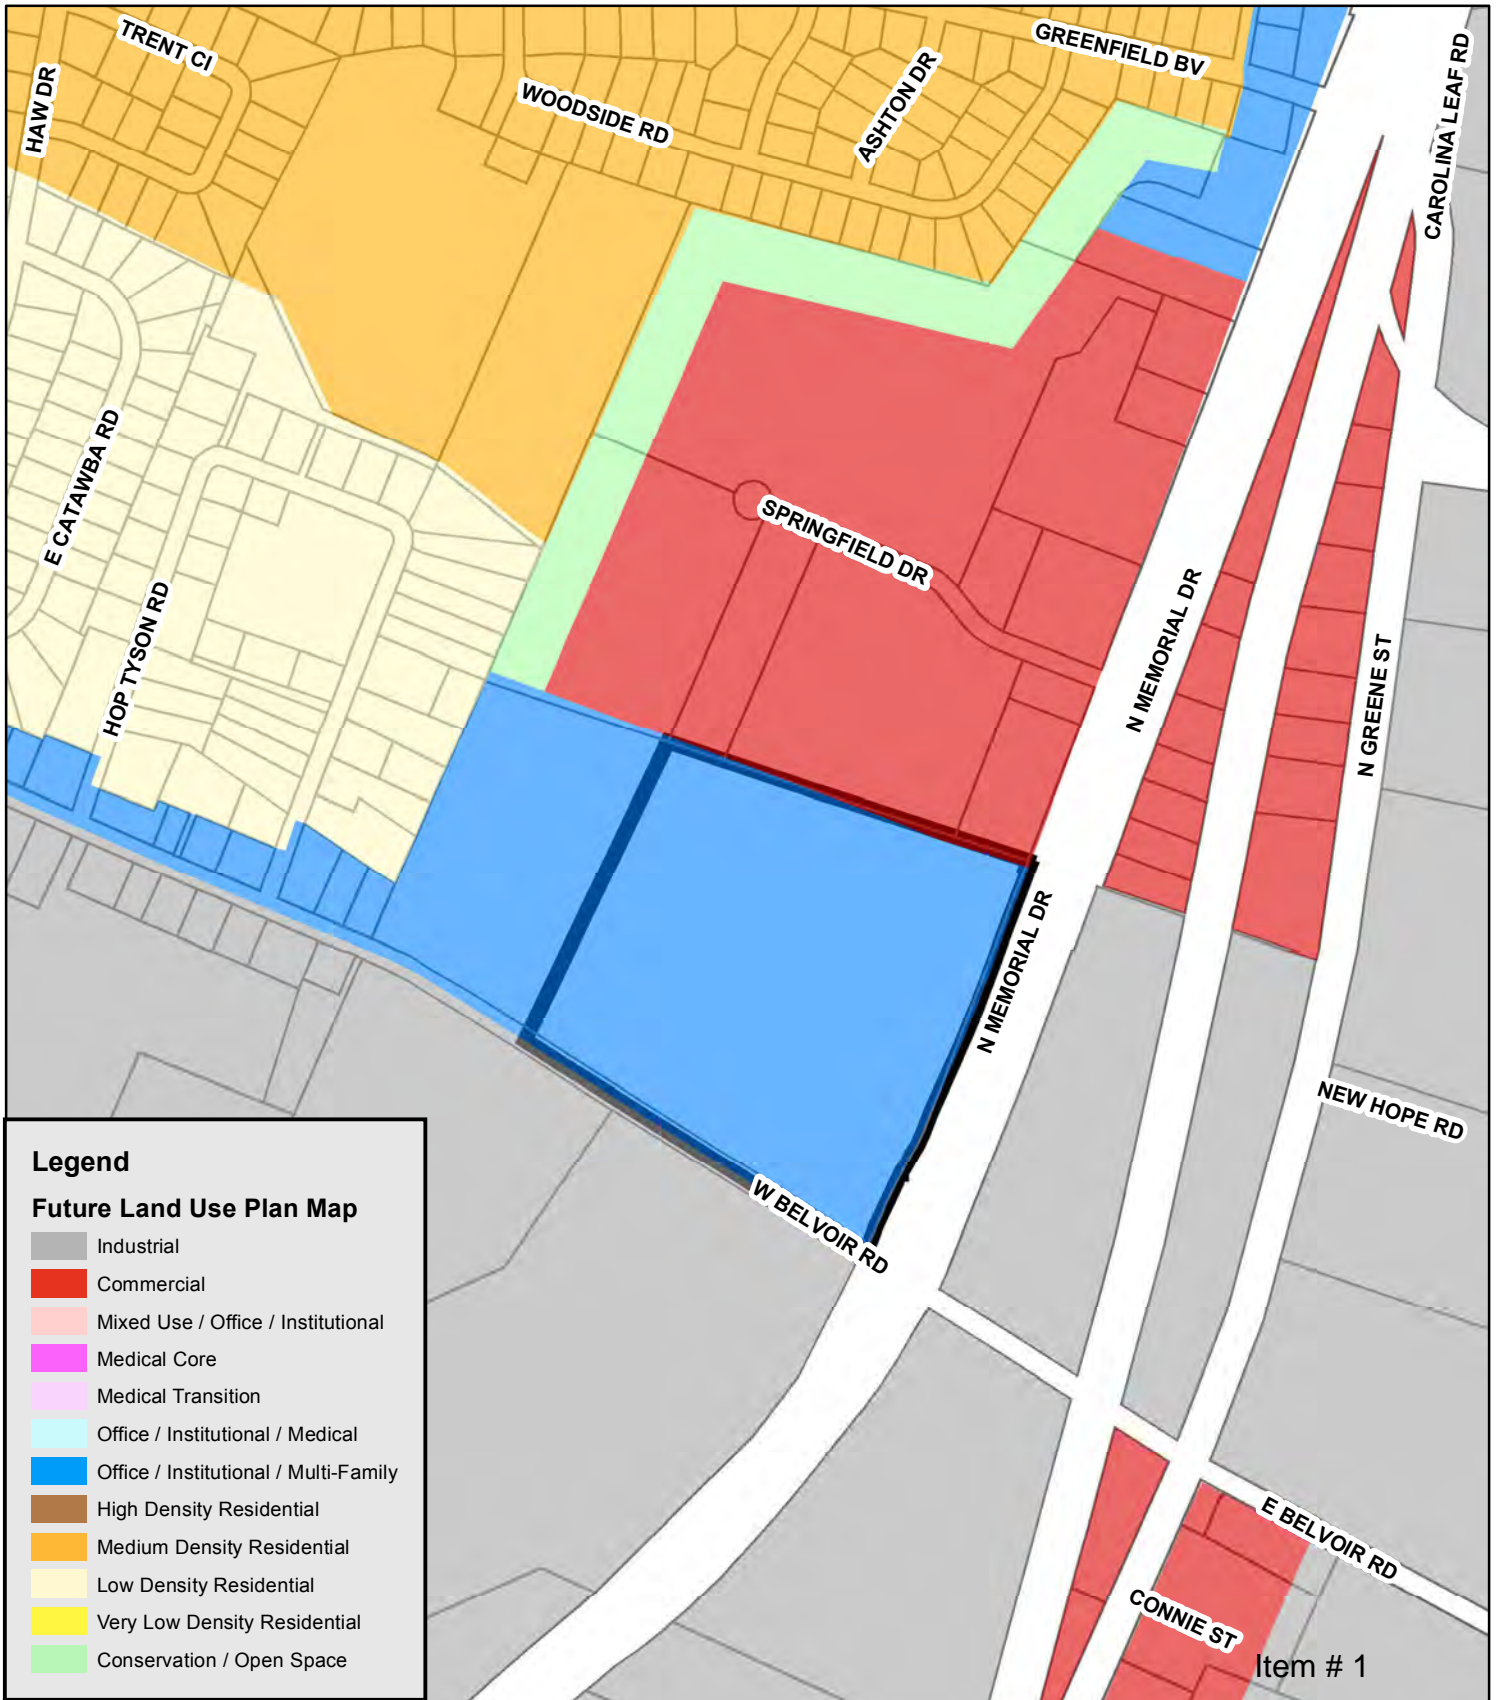 TRENT CI
GREENFIELD BV
HAW DR
WOODSIDE RD
ASHTON DR
CAROLINA LEAF RD
E CATAWBA RD
HOP TYSON RD
SPRINGFIELD DR
N MEMORIAL DR
N GREENE ST
N MEMORIAL DR
NEW HOPE RD
W BELVOIR RD
E BELVOIR RD
CONNIE ST
Legend
Future Land Use Plan Map
Industrial
Commercial
Mixed Use / Office / Institutional
Medical Core
Medical Transition
Office / Institutional / Medical
Office / Institutional / Multi-Family
High Density Residential
Medium Density Residential
Low Density Residential
Very Low Density Residential
Conservation / Open Space
Item # 1